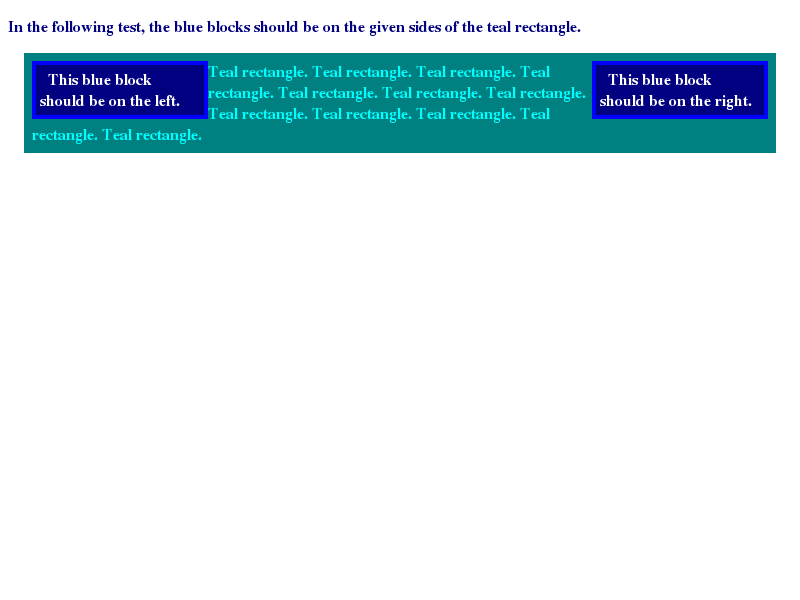 In the following test, the blue blocks should be on the given sides of the teal rectangle.
This blue block
should be on the left.
Teal rectangle. Teal rectangle. Teal rectangle. Teal
rectangle. Teal rectangle. Teal rectangle. Teal rectangle.
Teal rectangle. Teal rectangle. Teal rectangle. Teal
rectangle. Teal rectangle.
This blue block
should be on the right.